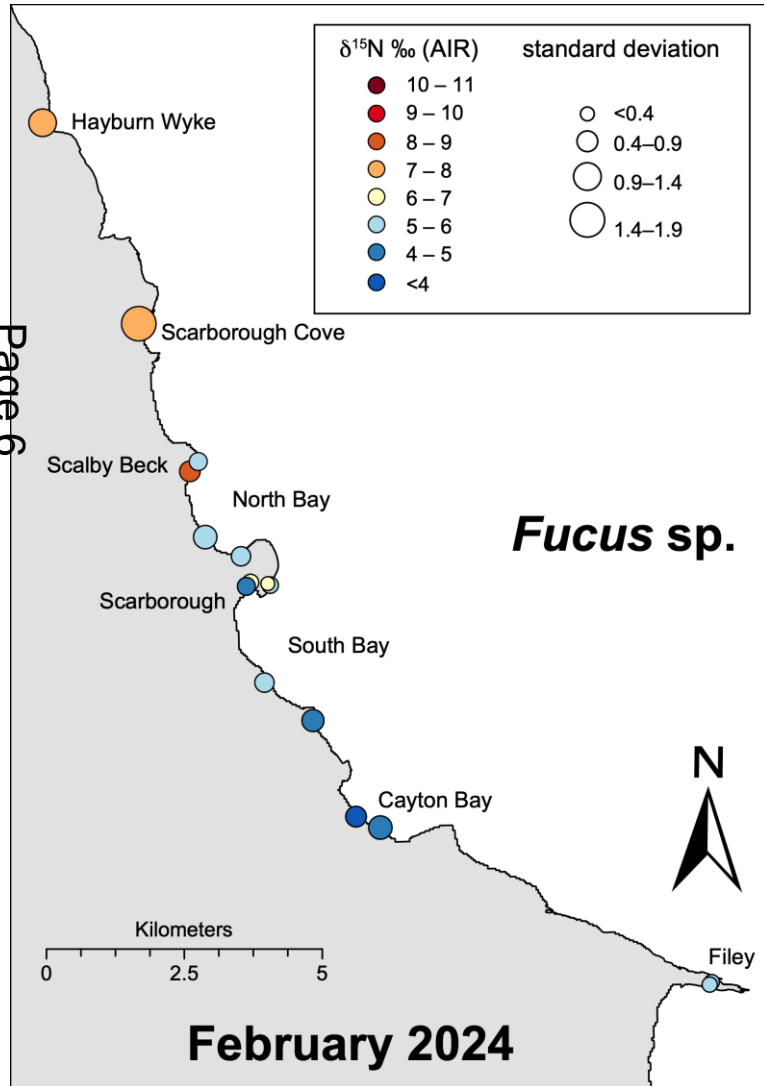 δ¹⁵N ‰ (AIR)
standard deviation
10 – 11
9 – 10
8 – 9
7 – 8
6 – 7
5 – 6
4 – 5
<4
<0.4
0.4–0.9
0.9–1.4
1.4–1.9
Hayburn Wyke
Scarborough Cove
Page 6
Scalby Beck
North Bay
Fucus sp.
Scarborough
South Bay
N
Cayton Bay
Kilometers
0 2.5 5
Filey
February 2024